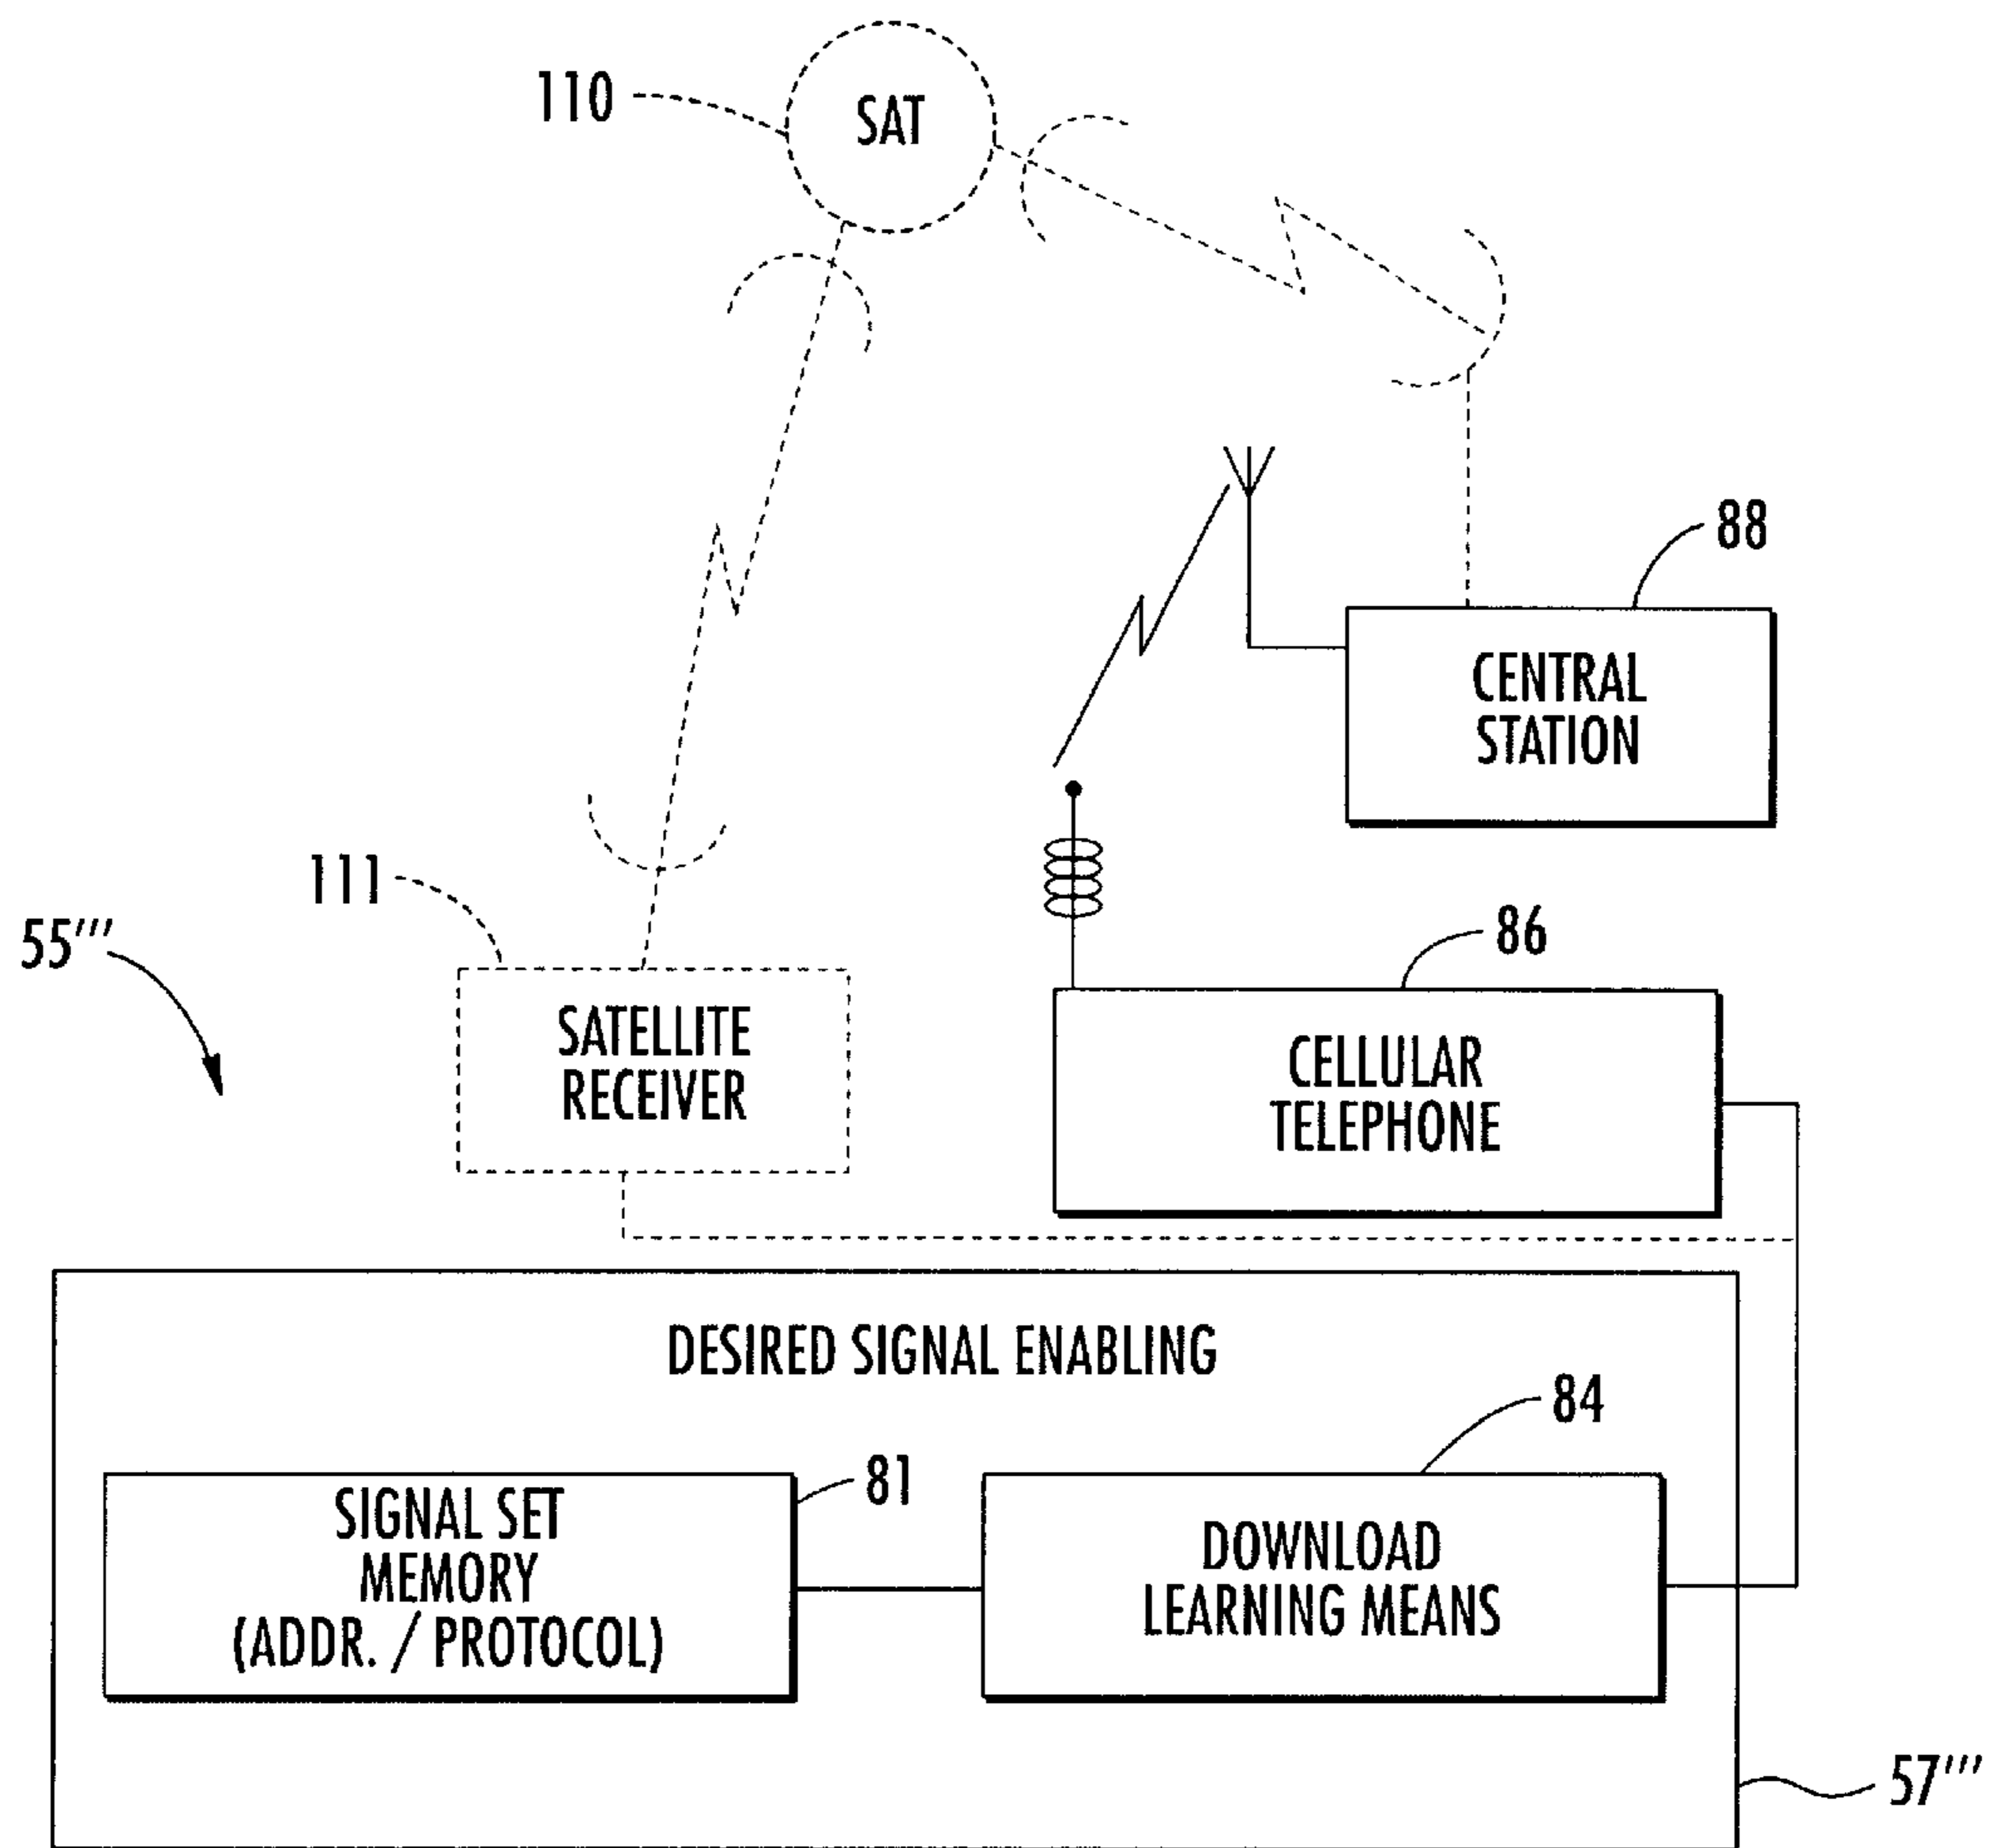 110
SAT
88
CENTRAL
STATION
111
55'''
86
SATELLITE
RECEIVER
CELLULAR
TELEPHONE
DESIRED SIGNAL ENABLING
84
81
SIGNAL SET
MEMORY
(ADDR. / PROTOCOL)
DOWNLOAD
LEARNING MEANS
57'''